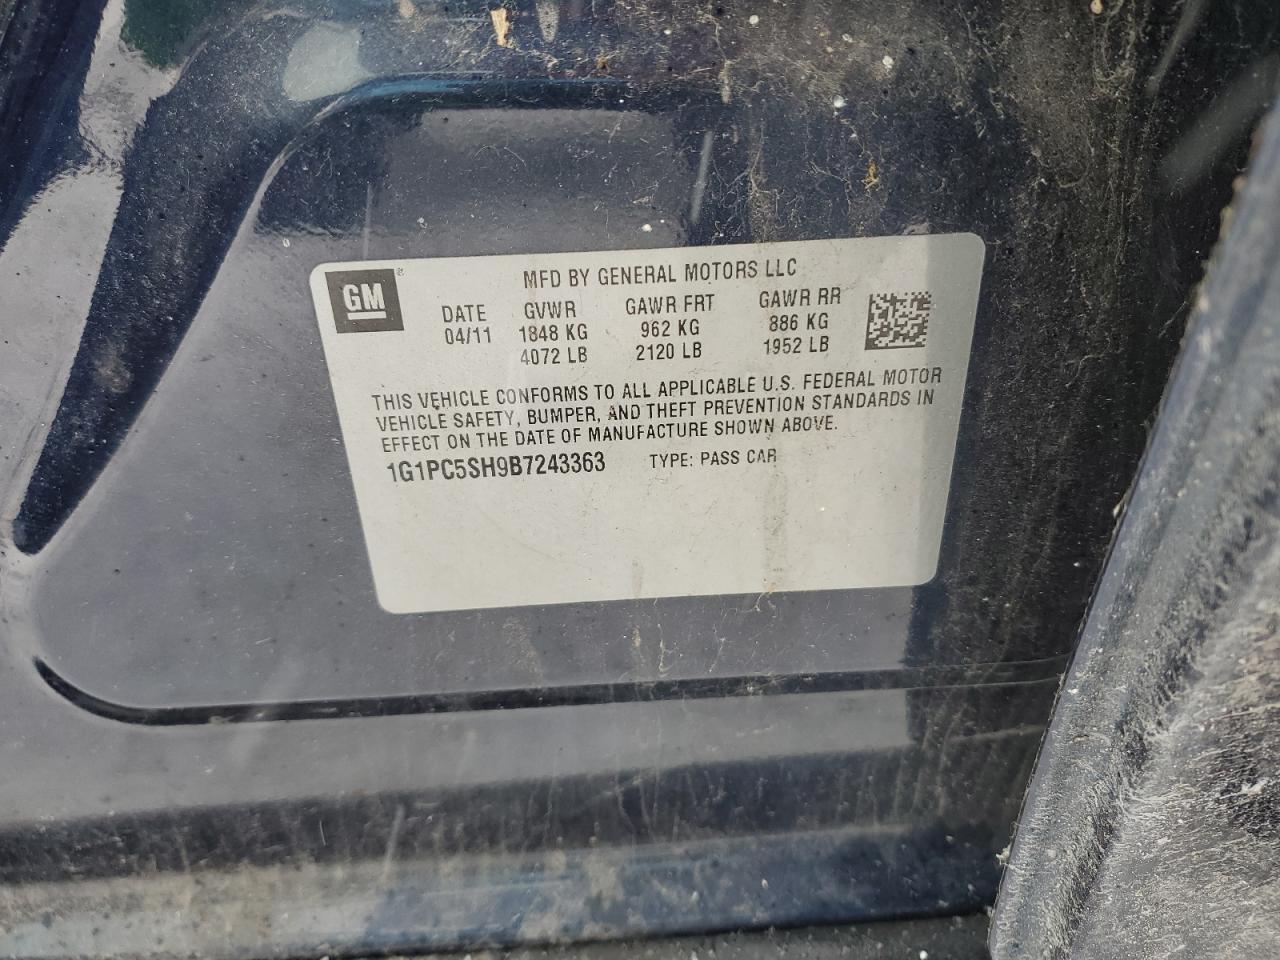 GM®
MFD BY GENERAL MOTORS LLC
DATE GVWR GAWR FRT GAWR RR
04/11 1848 KG 962 KG 886 KG
4072 LB 2120 LB 1952 LB
THIS VEHICLE CONFORMS TO ALL APPLICABLE U.S. FEDERAL MOTOR
VEHICLE SAFETY, BUMPER, AND THEFT PREVENTION STANDARDS IN
EFFECT ON THE DATE OF MANUFACTURE SHOWN ABOVE.
1G1PC5SH9B7243363 TYPE: PASS CAR